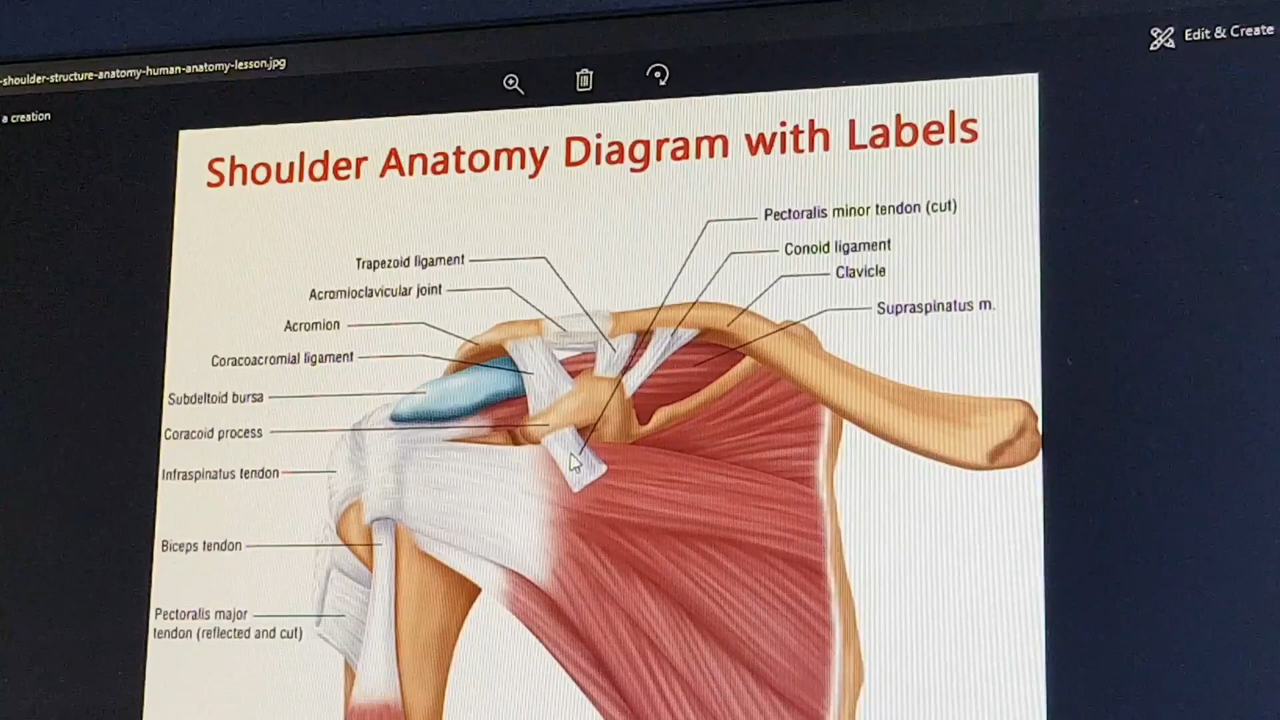 -shoulder-structure-anatomy-human-anatomy-lesson.jpg
Edit & Create
a creation
Shoulder Anatomy Diagram with Labels
Pectoralis minor tendon (cut)
Conoid ligament
Trapezoid ligament
Clavicle
Acromioclavicular joint
Supraspinatus m.
Acromion
Coracoacromial ligament
Subdeltoid bursa
Coracoid process
Infraspinatus tendon
Biceps tendon
Pectoralis major
tendon (reflected and cut)